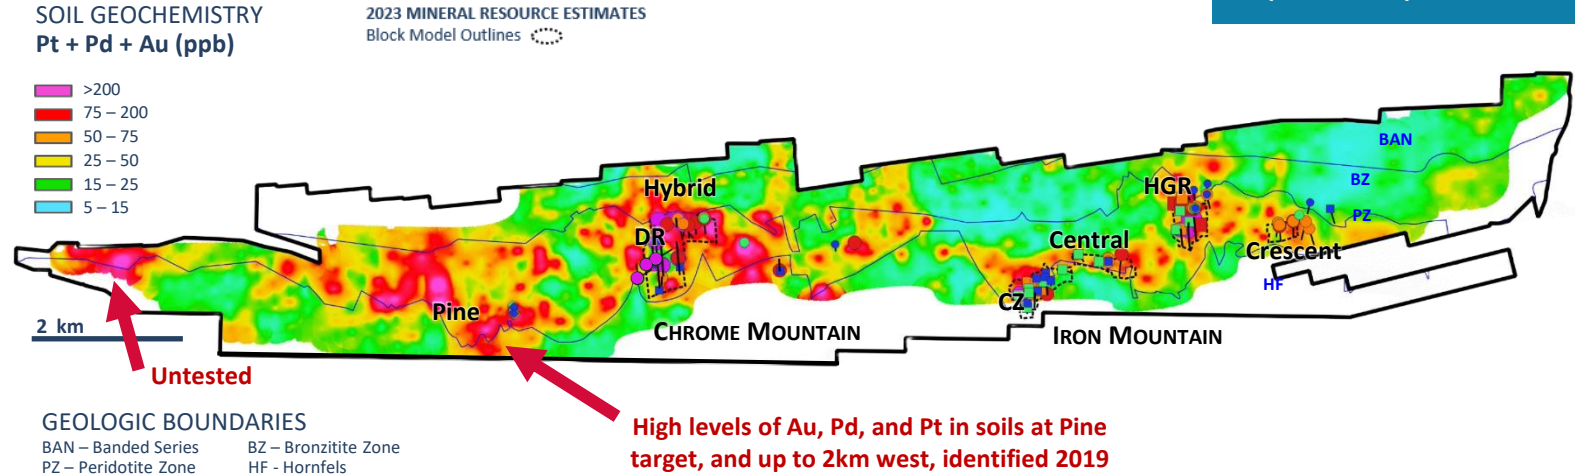 SOIL GEOCHEMISTRY
Pt + Pd + Au (ppb)
2023 MINERAL RESOURCE ESTIMATES
Block Model Outlines
>200
75 – 200
50 – 75
25 – 50
15 – 25
5 – 15
BAN
BZ
PZ
HF
Hybrid
DR
HGR
Central
Crescent
CZ
Pine
CHROME MOUNTAIN
IRON MOUNTAIN
2 km
Untested
High levels of Au, Pd, and Pt in soils at Pine
target, and up to 2km west, identified 2019
GEOLOGIC BOUNDARIES
BAN – Banded Series BZ – Bronzitite Zone
PZ – Peridotite Zone HF - Hornfels